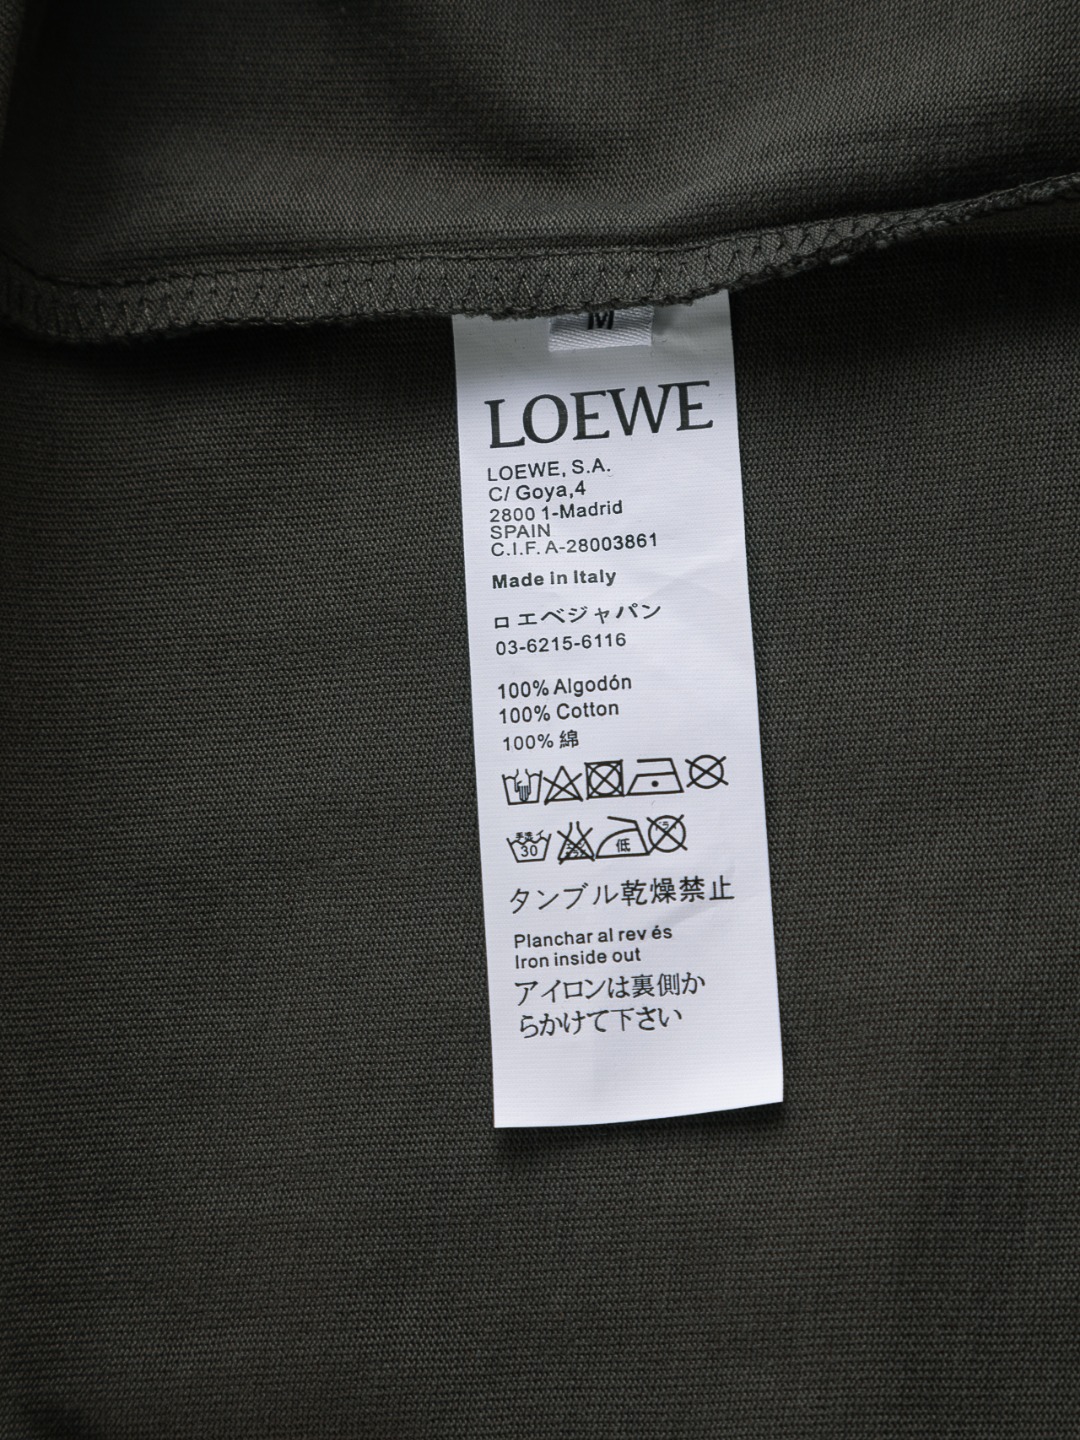 M
LOEWE
LOEWE, S.A.
C/ Goya,4
2800 1-Madrid
SPAIN
C.I.F. A-28003861
Made in Italy
ロエベジャパン
03-6215-6116
100% Algodón
100% Cotton
100% 綿
手洗イ
30
低
タンブル乾燥禁止
Planchar al rev és
Iron inside out
アイロンは裏側か
らかけて下さい